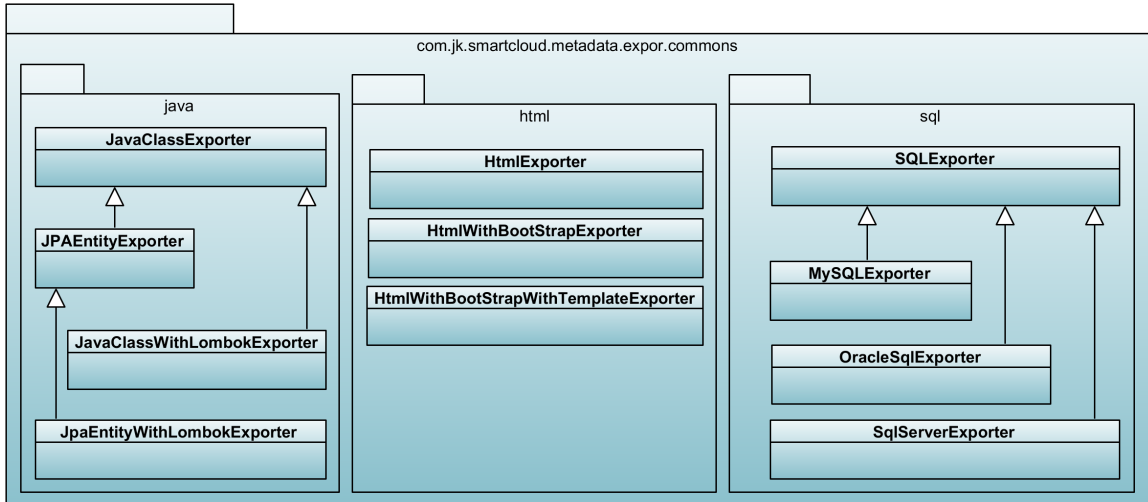 com.jk.smartcloud.metadata.expor.commons
java
JavaClassExporter
JPAEntityExporter
JavaClassWithLombokExporter
JpaEntityWithLombokExporter
html
HtmlExporter
HtmlWithBootStrapExporter
HtmlWithBootStrapWithTemplateExporter
sql
SQLExporter
MySQLExporter
OracleSqlExporter
SqlServerExporter